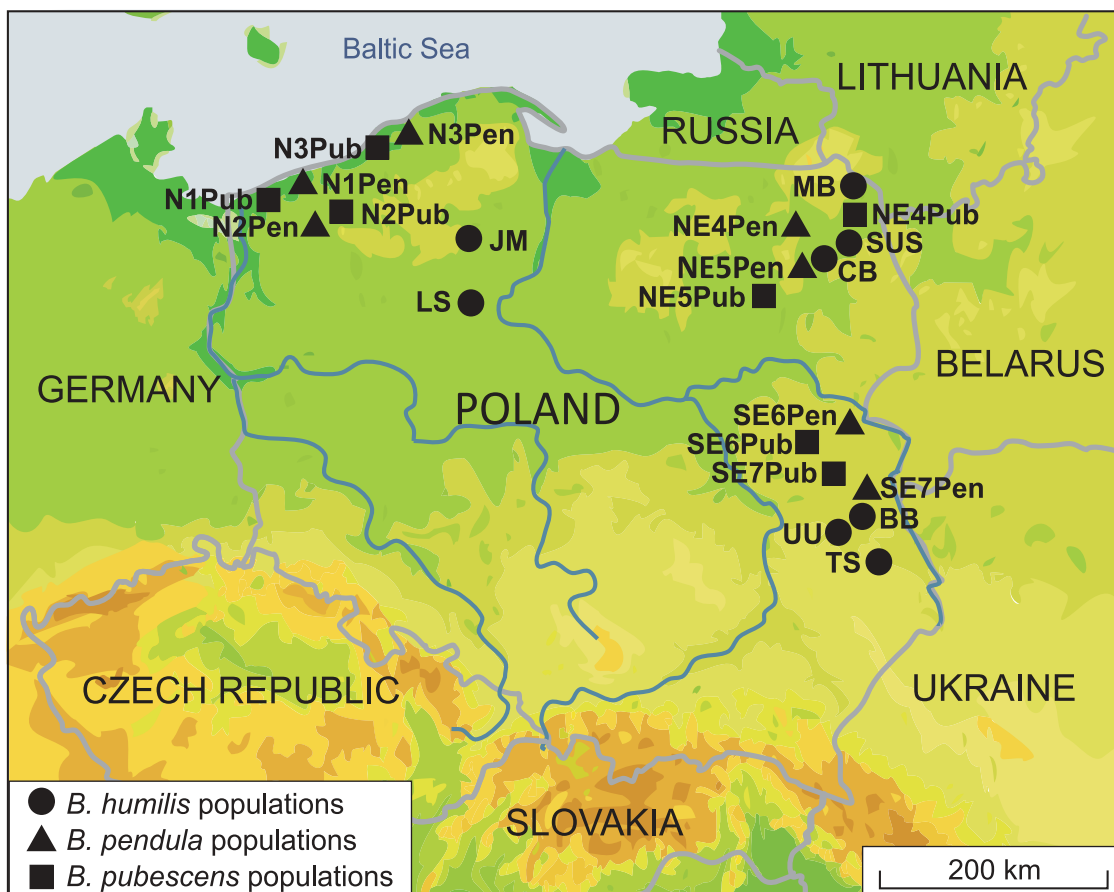 Baltic Sea
LITHUANIA
RUSSIA
N3Pen
N3Pub
MB
N1Pen
N1Pub
N2Pub
NE4Pub
N2Pen
NE4Pen
JM
SUS
NE5Pen
CB
NE5Pub
LS
GERMANY
POLAND
BELARUS
SE6Pen
SE6Pub
SE7Pub
SE7Pen
BB
UU
TS
CZECH REPUBLIC
UKRAINE
SLOVAKIA
B. humilis populations
B. pendula populations
B. pubescens populations
200 km